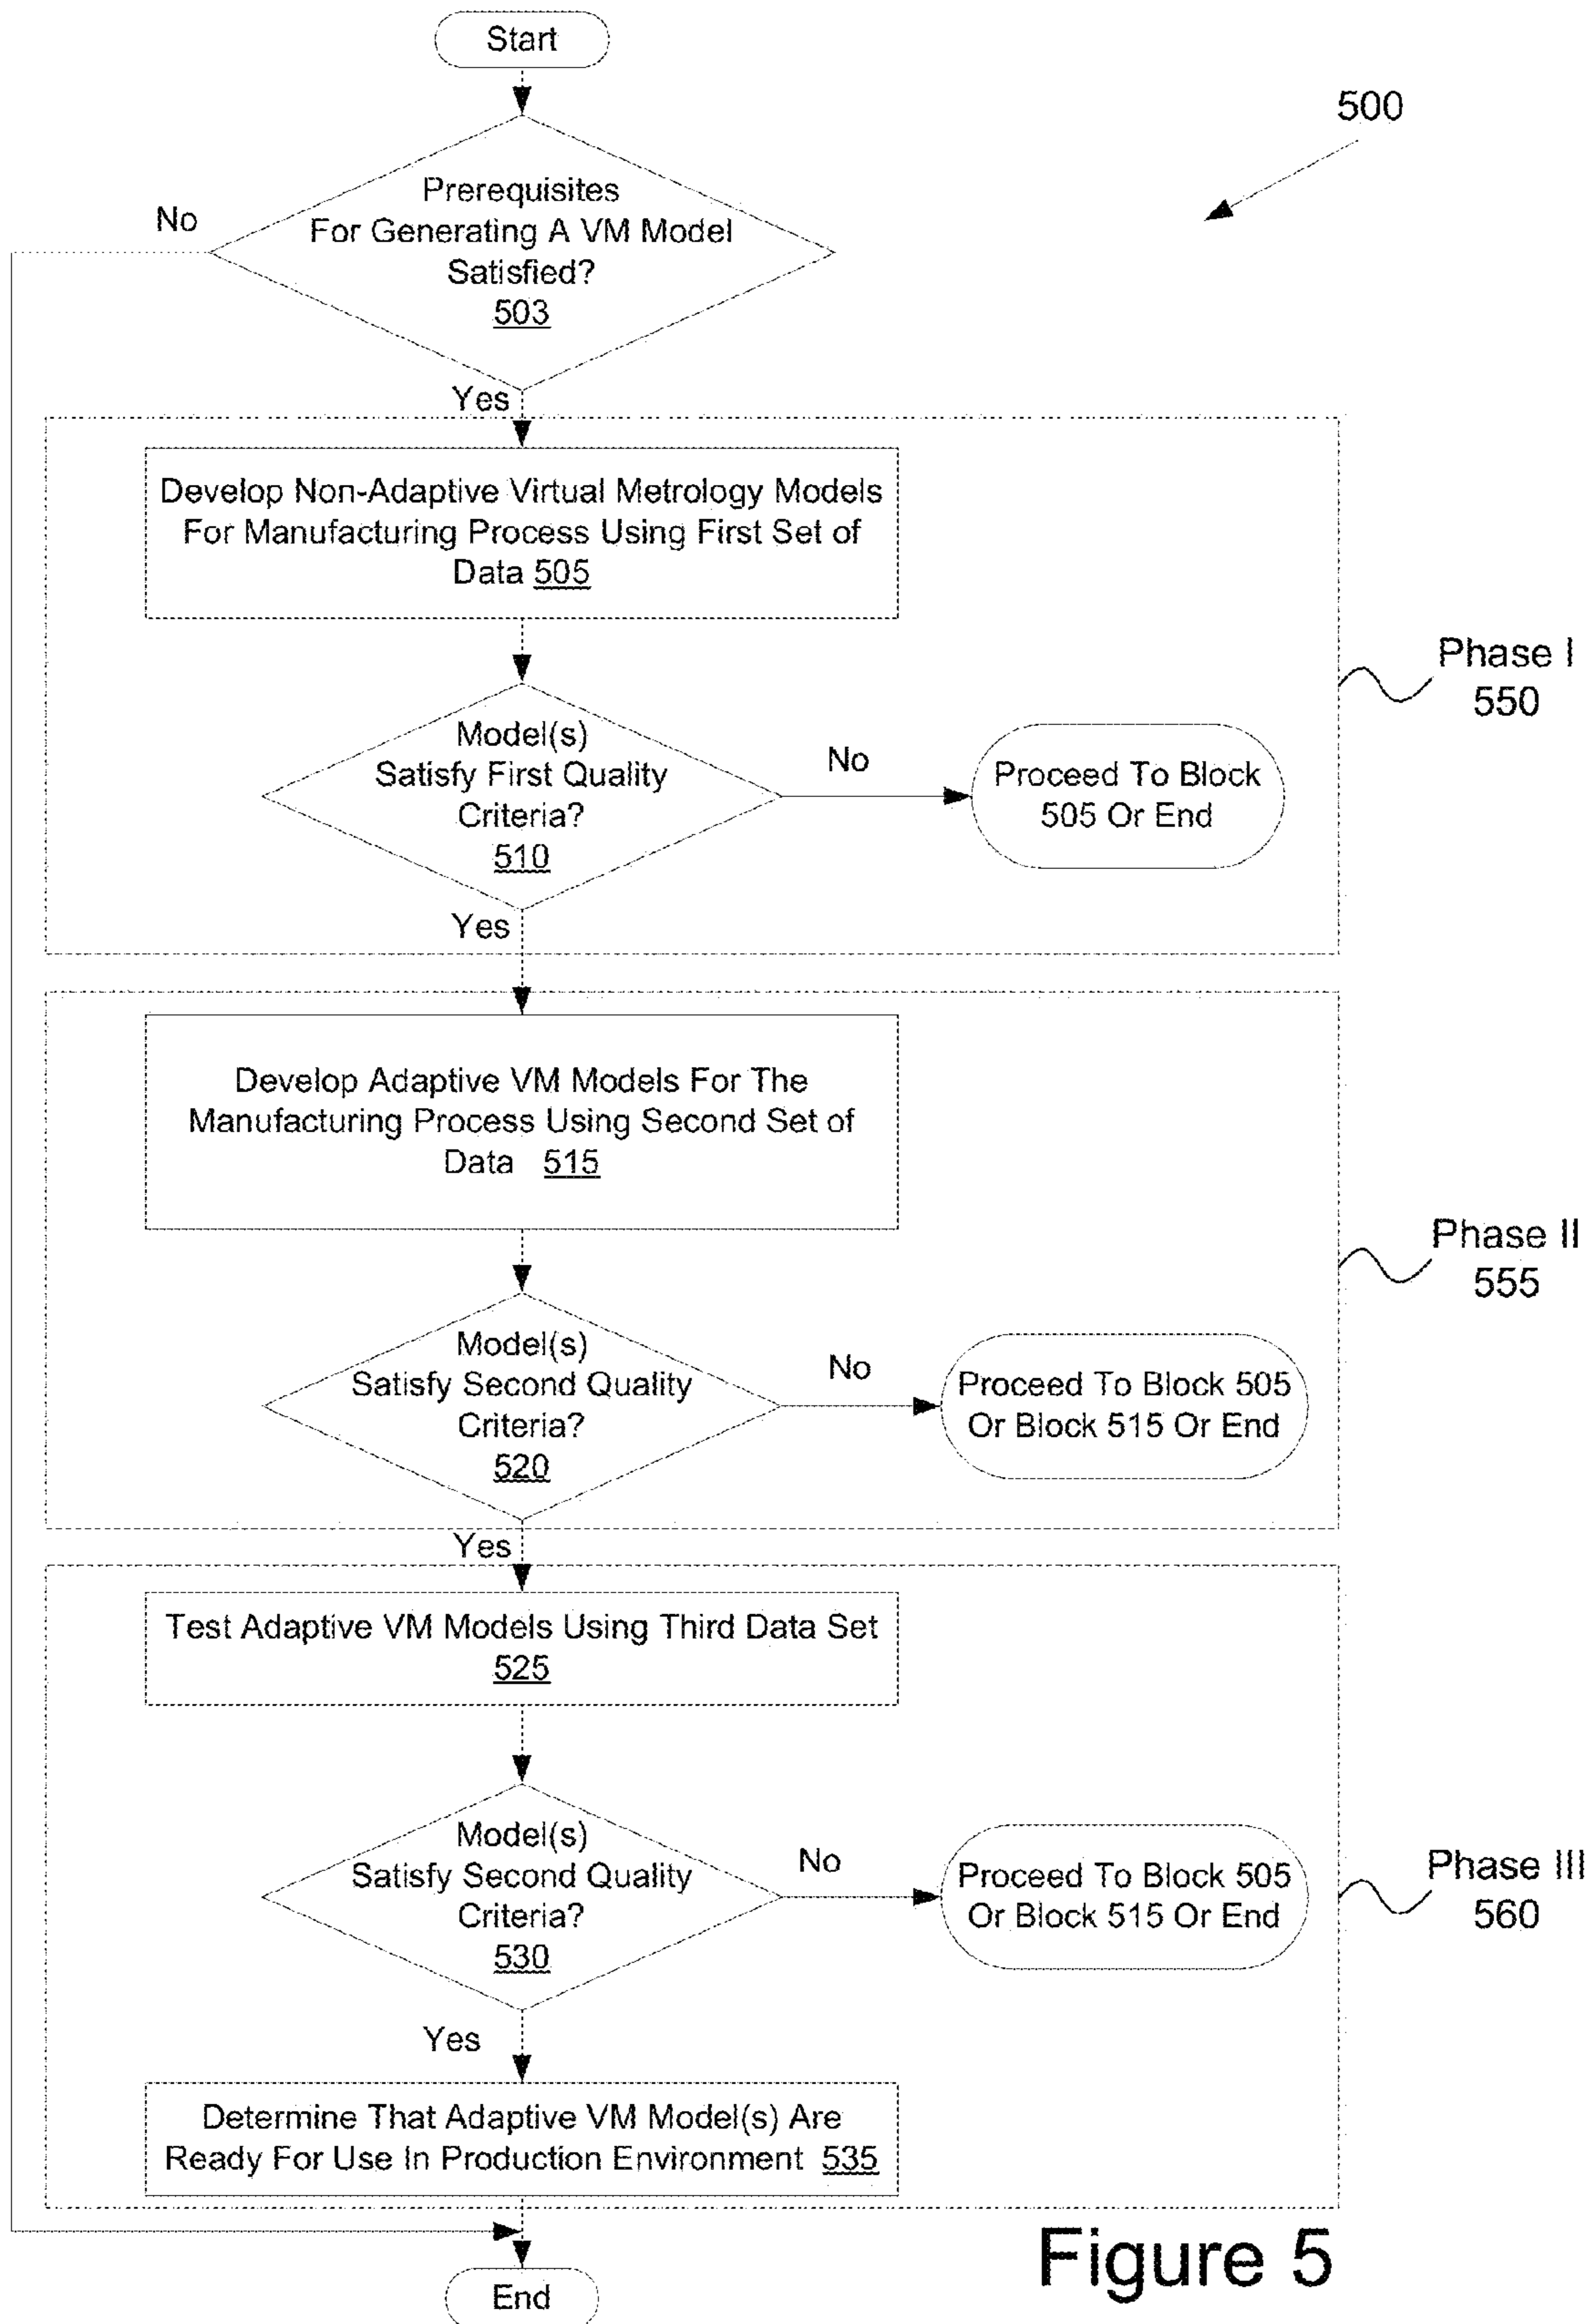 Start
500
Prerequisites
For Generating A VM Model
Satisfied?
503
No
Yes
Develop Non-Adaptive Virtual Metrology Models
For Manufacturing Process Using First Set of
Data 505
Phase I
550
Model(s)
Satisfy First Quality
Criteria?
510
No
Proceed To Block
505 Or End
Yes
Develop Adaptive VM Models For The
Manufacturing Process Using Second Set of
Data 515
Phase II
555
Model(s)
Satisfy Second Quality
Criteria?
520
No
Proceed To Block 505
Or Block 515 Or End
Yes
Test Adaptive VM Models Using Third Data Set
525
Model(s)
Satisfy Second Quality
Criteria?
530
No
Proceed To Block 505
Or Block 515 Or End
Phase III
560
Yes
Determine That Adaptive VM Model(s) Are
Ready For Use In Production Environment 535
End
Figure 5